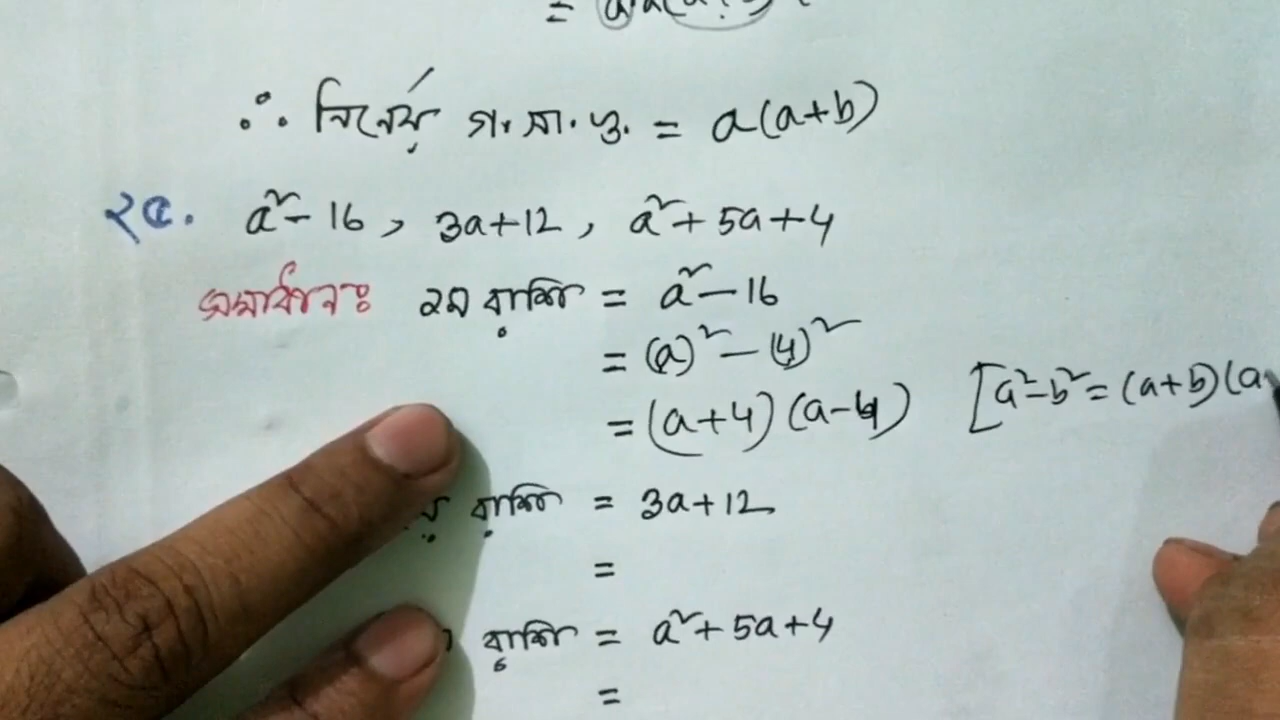 ∴ নির্ণেয় গ.সা.গু. = a(a+b)
২৫. a² - 16 , 3a+12 , a² + 5a + 4
সমাধানঃ ১ম রাশি = a² - 16
= (a)² - (4)²
= (a+4) (a-4) [a²-b² = (a+b)(a
য় রাশি = 3a+12
=
রাশি = a² + 5a + 4
=